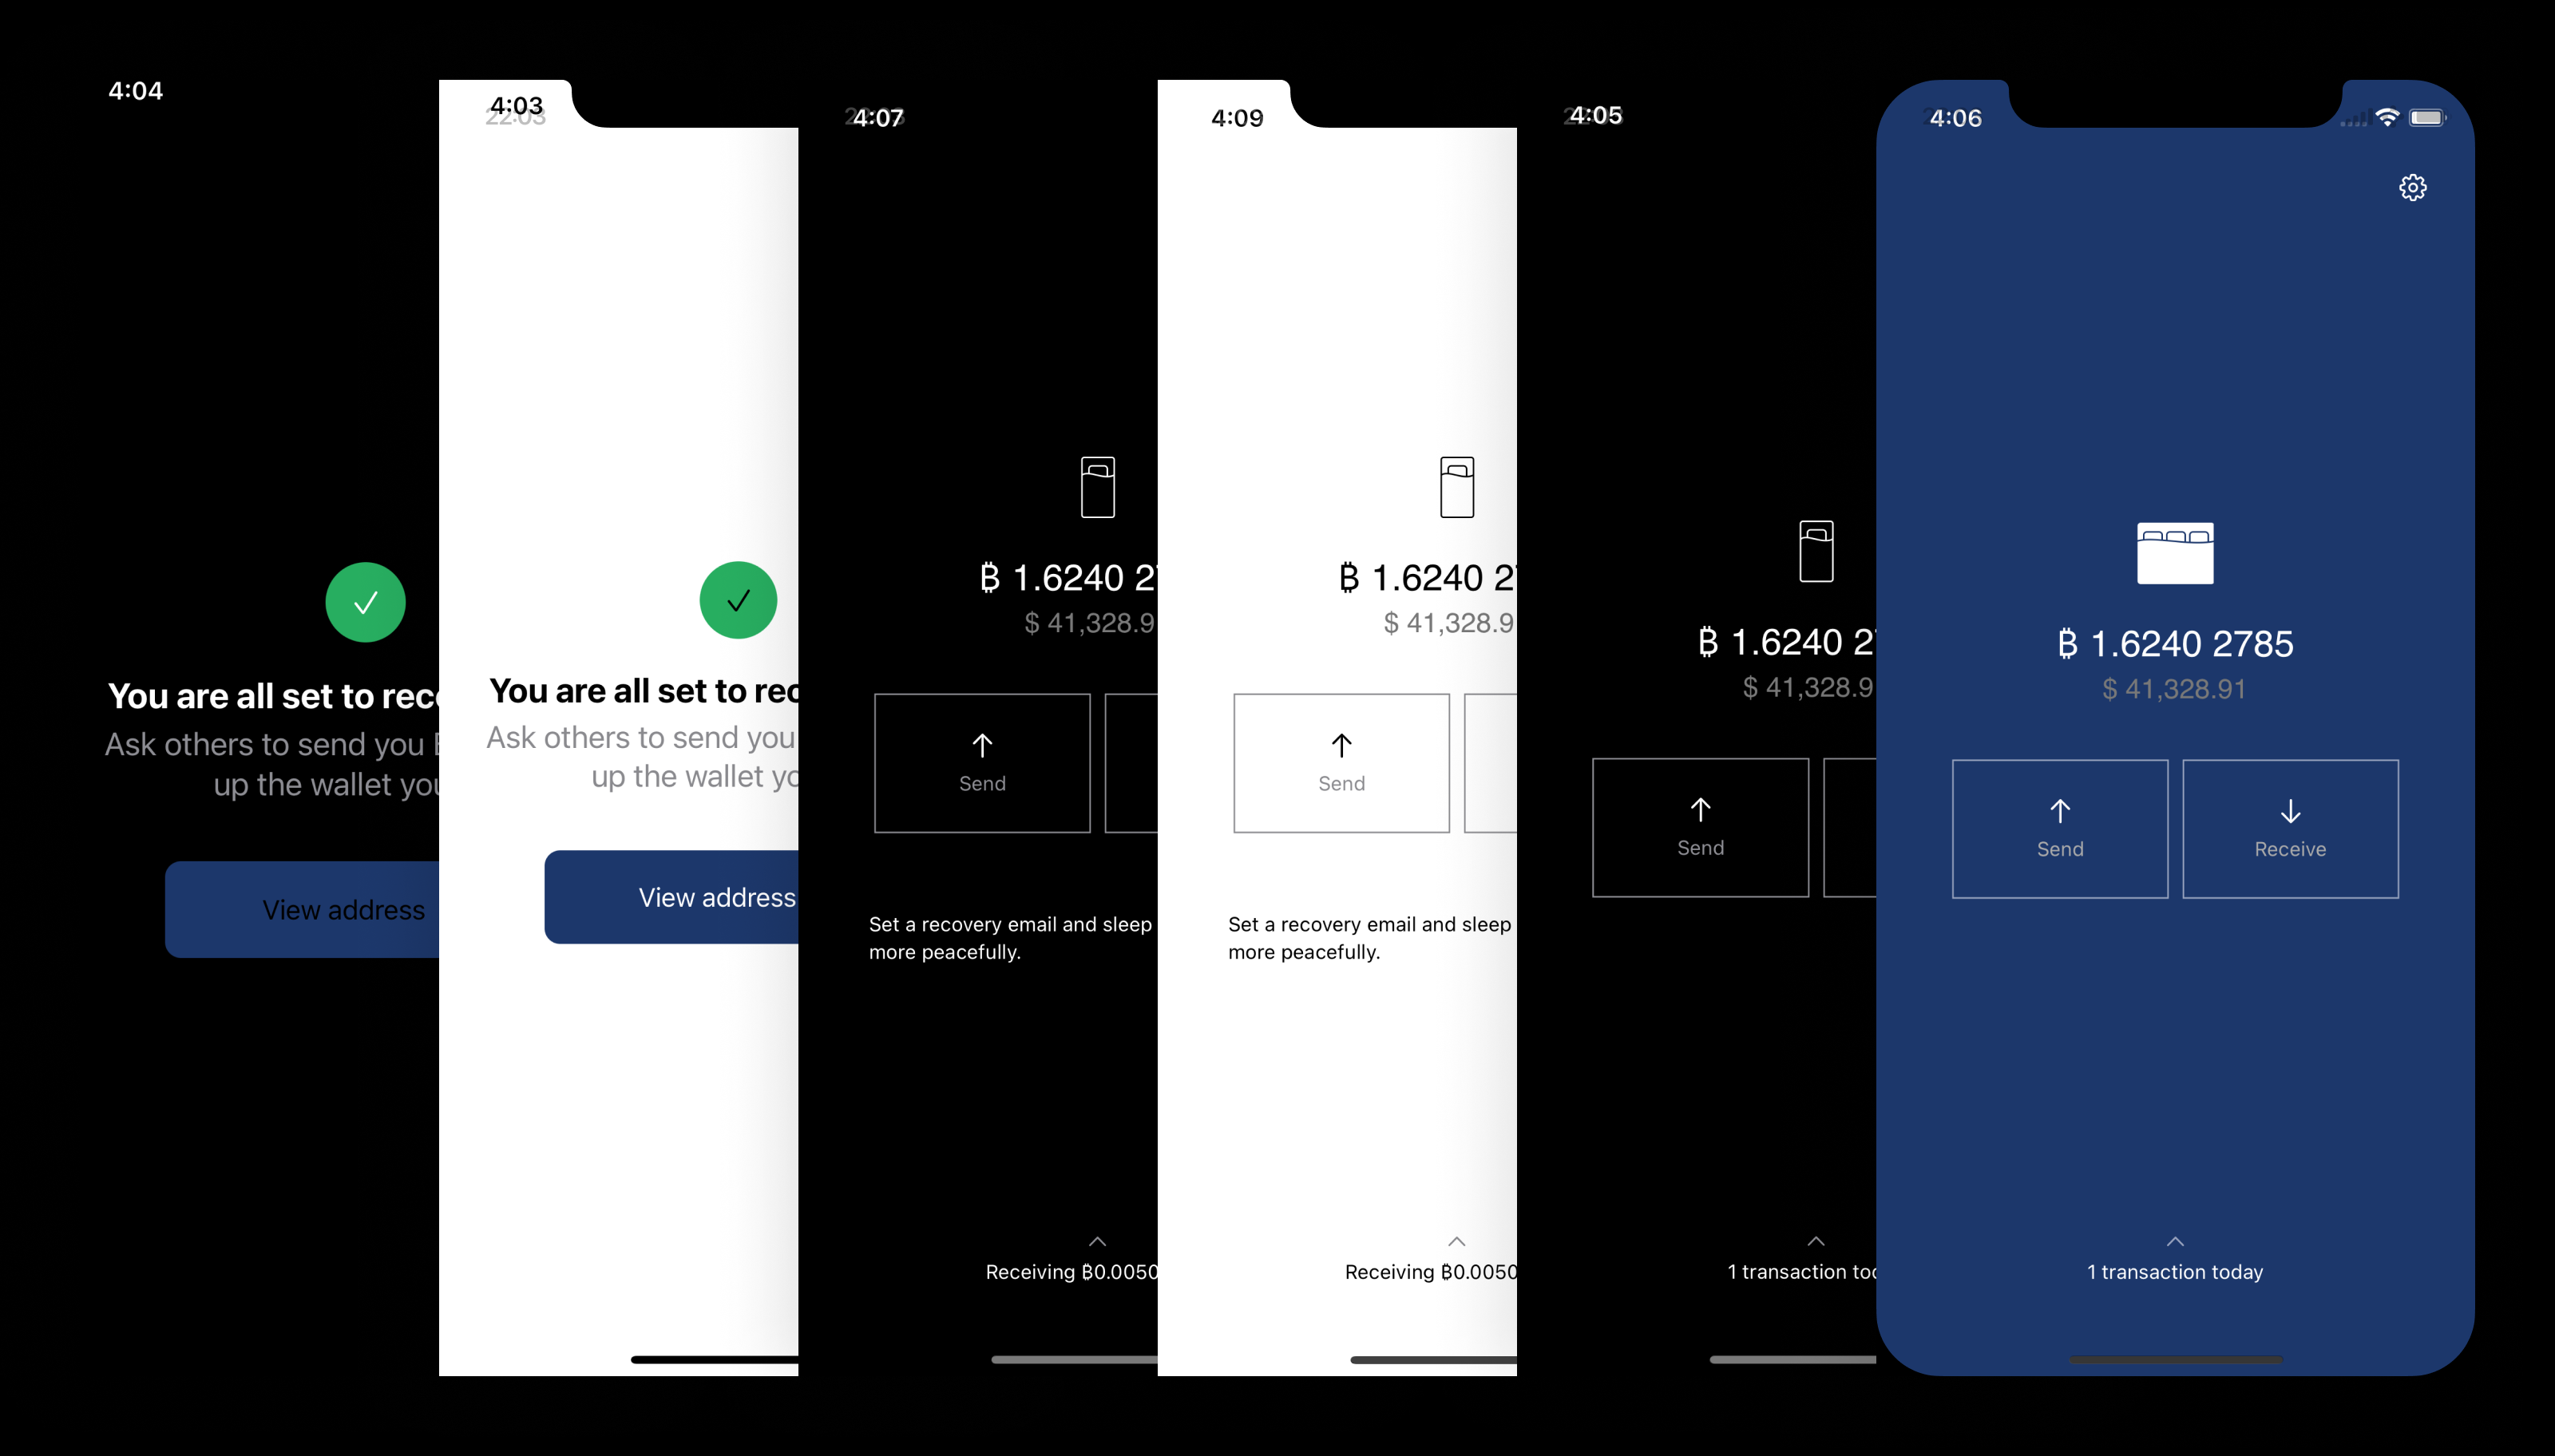 4:04
You are all set to rec
Ask others to send you
up the wallet you
View address
4:03
22:03
You are all set to rec
Ask others to send you
up the wallet yo
View address
4:07
₿ 1.6240 2
$ 41,328.9
Send
Set a recovery email and sleep
more peacefully.
Receiving ₿0.0050
4:09
₿ 1.6240 2
$ 41,328.9
Send
Set a recovery email and sleep
more peacefully.
Receiving ₿0.0050
4:05
₿ 1.6240 2
$ 41,328.9
Send
1 transaction to
4:06
₿ 1.6240 2785
$ 41,328.91
Send
Receive
1 transaction today